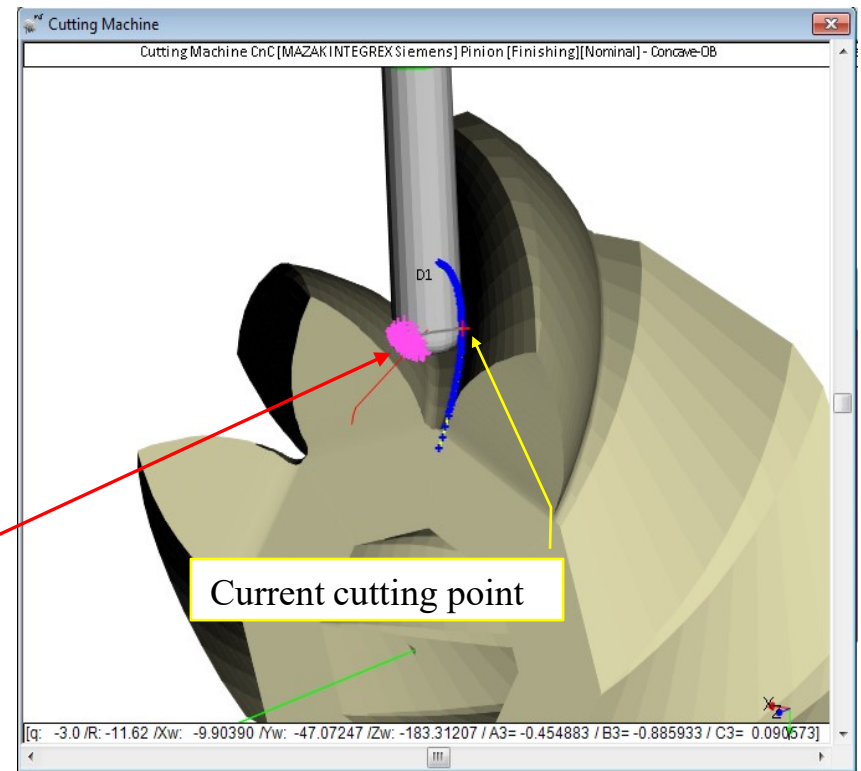 Cutting Machine
Cutting Machine CnC [MAZAK INTEGREX Siemens] Pinion [Finishing][Nominal] - Concave-OB
D1
Current cutting point
X
Z
[q: -3.0 /R: -11.62 /Xw: -9.90390 /Yw: -47.07247 /Zw: -183.31207 / A3= -0.454883 / B3= -0.885933 / C3= 0.090573]